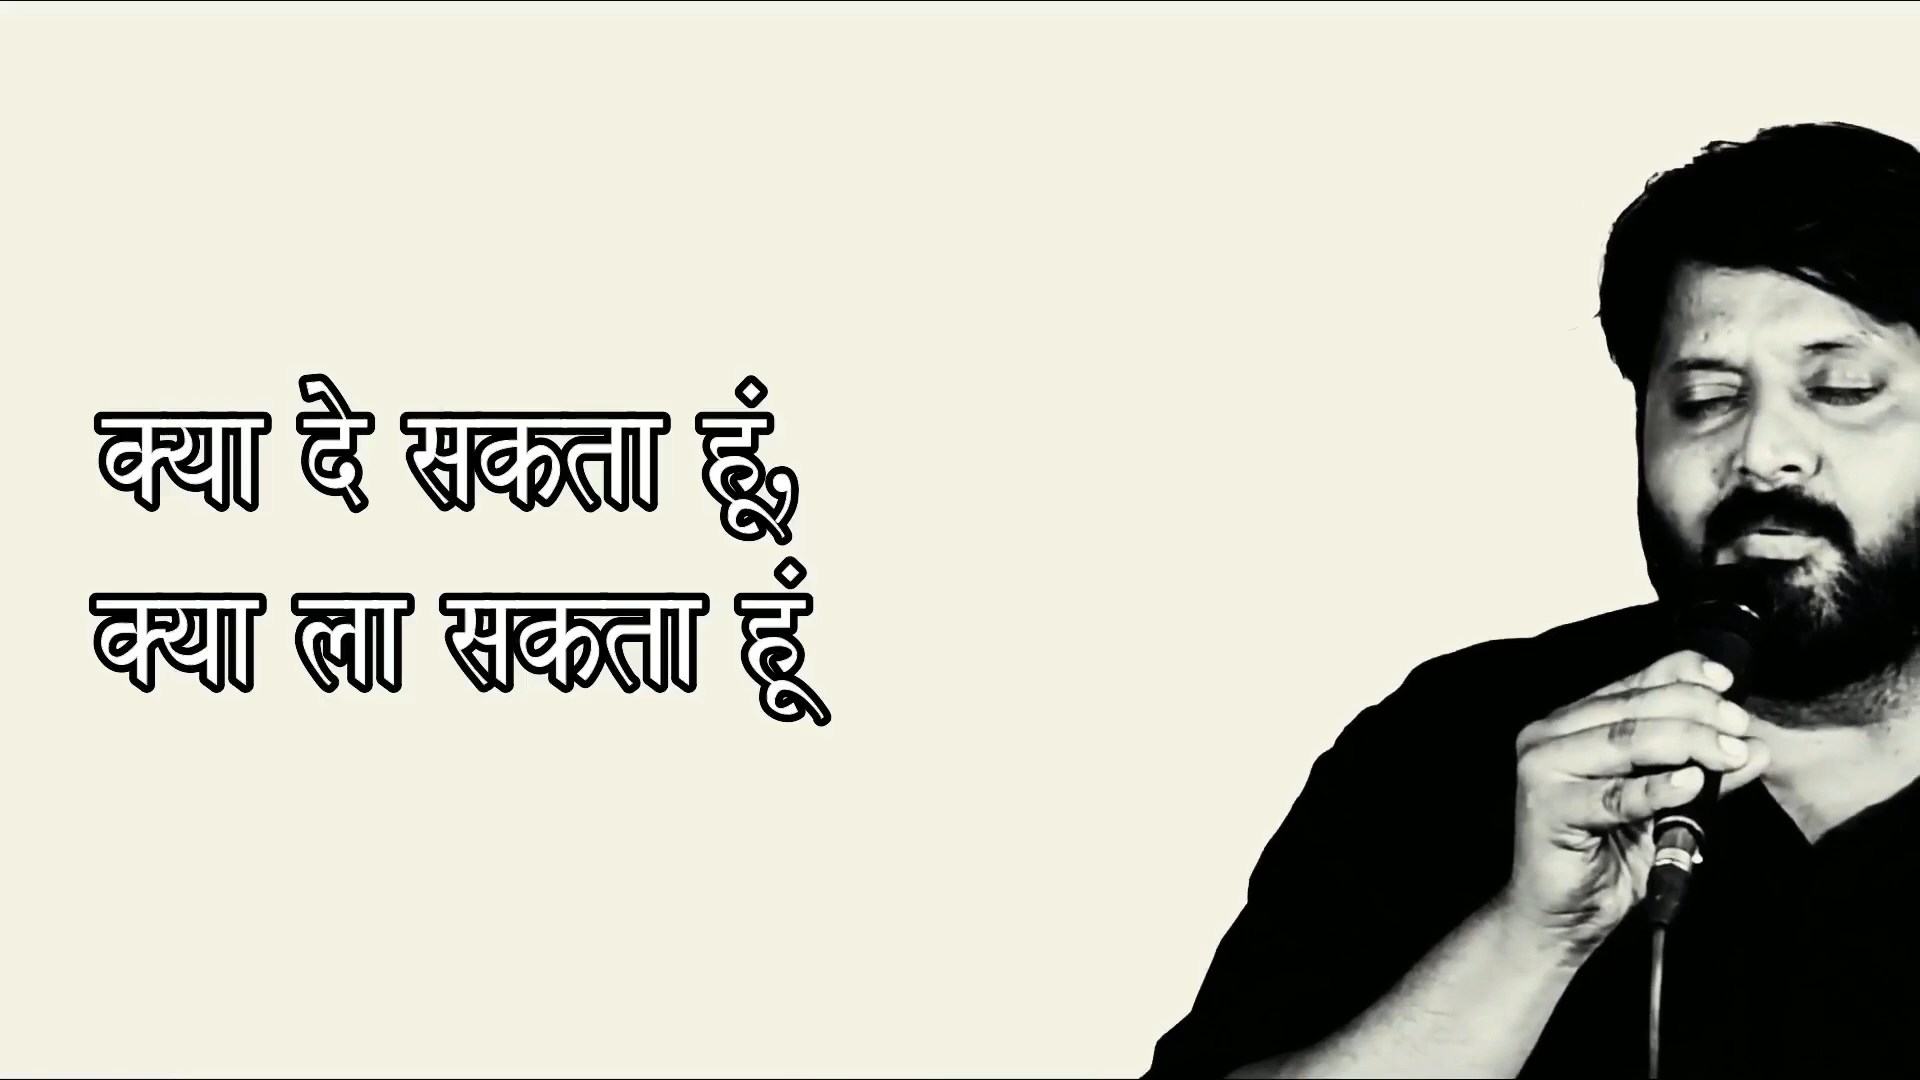 क्या दे सकता हूं,
क्या ला सकता हूं